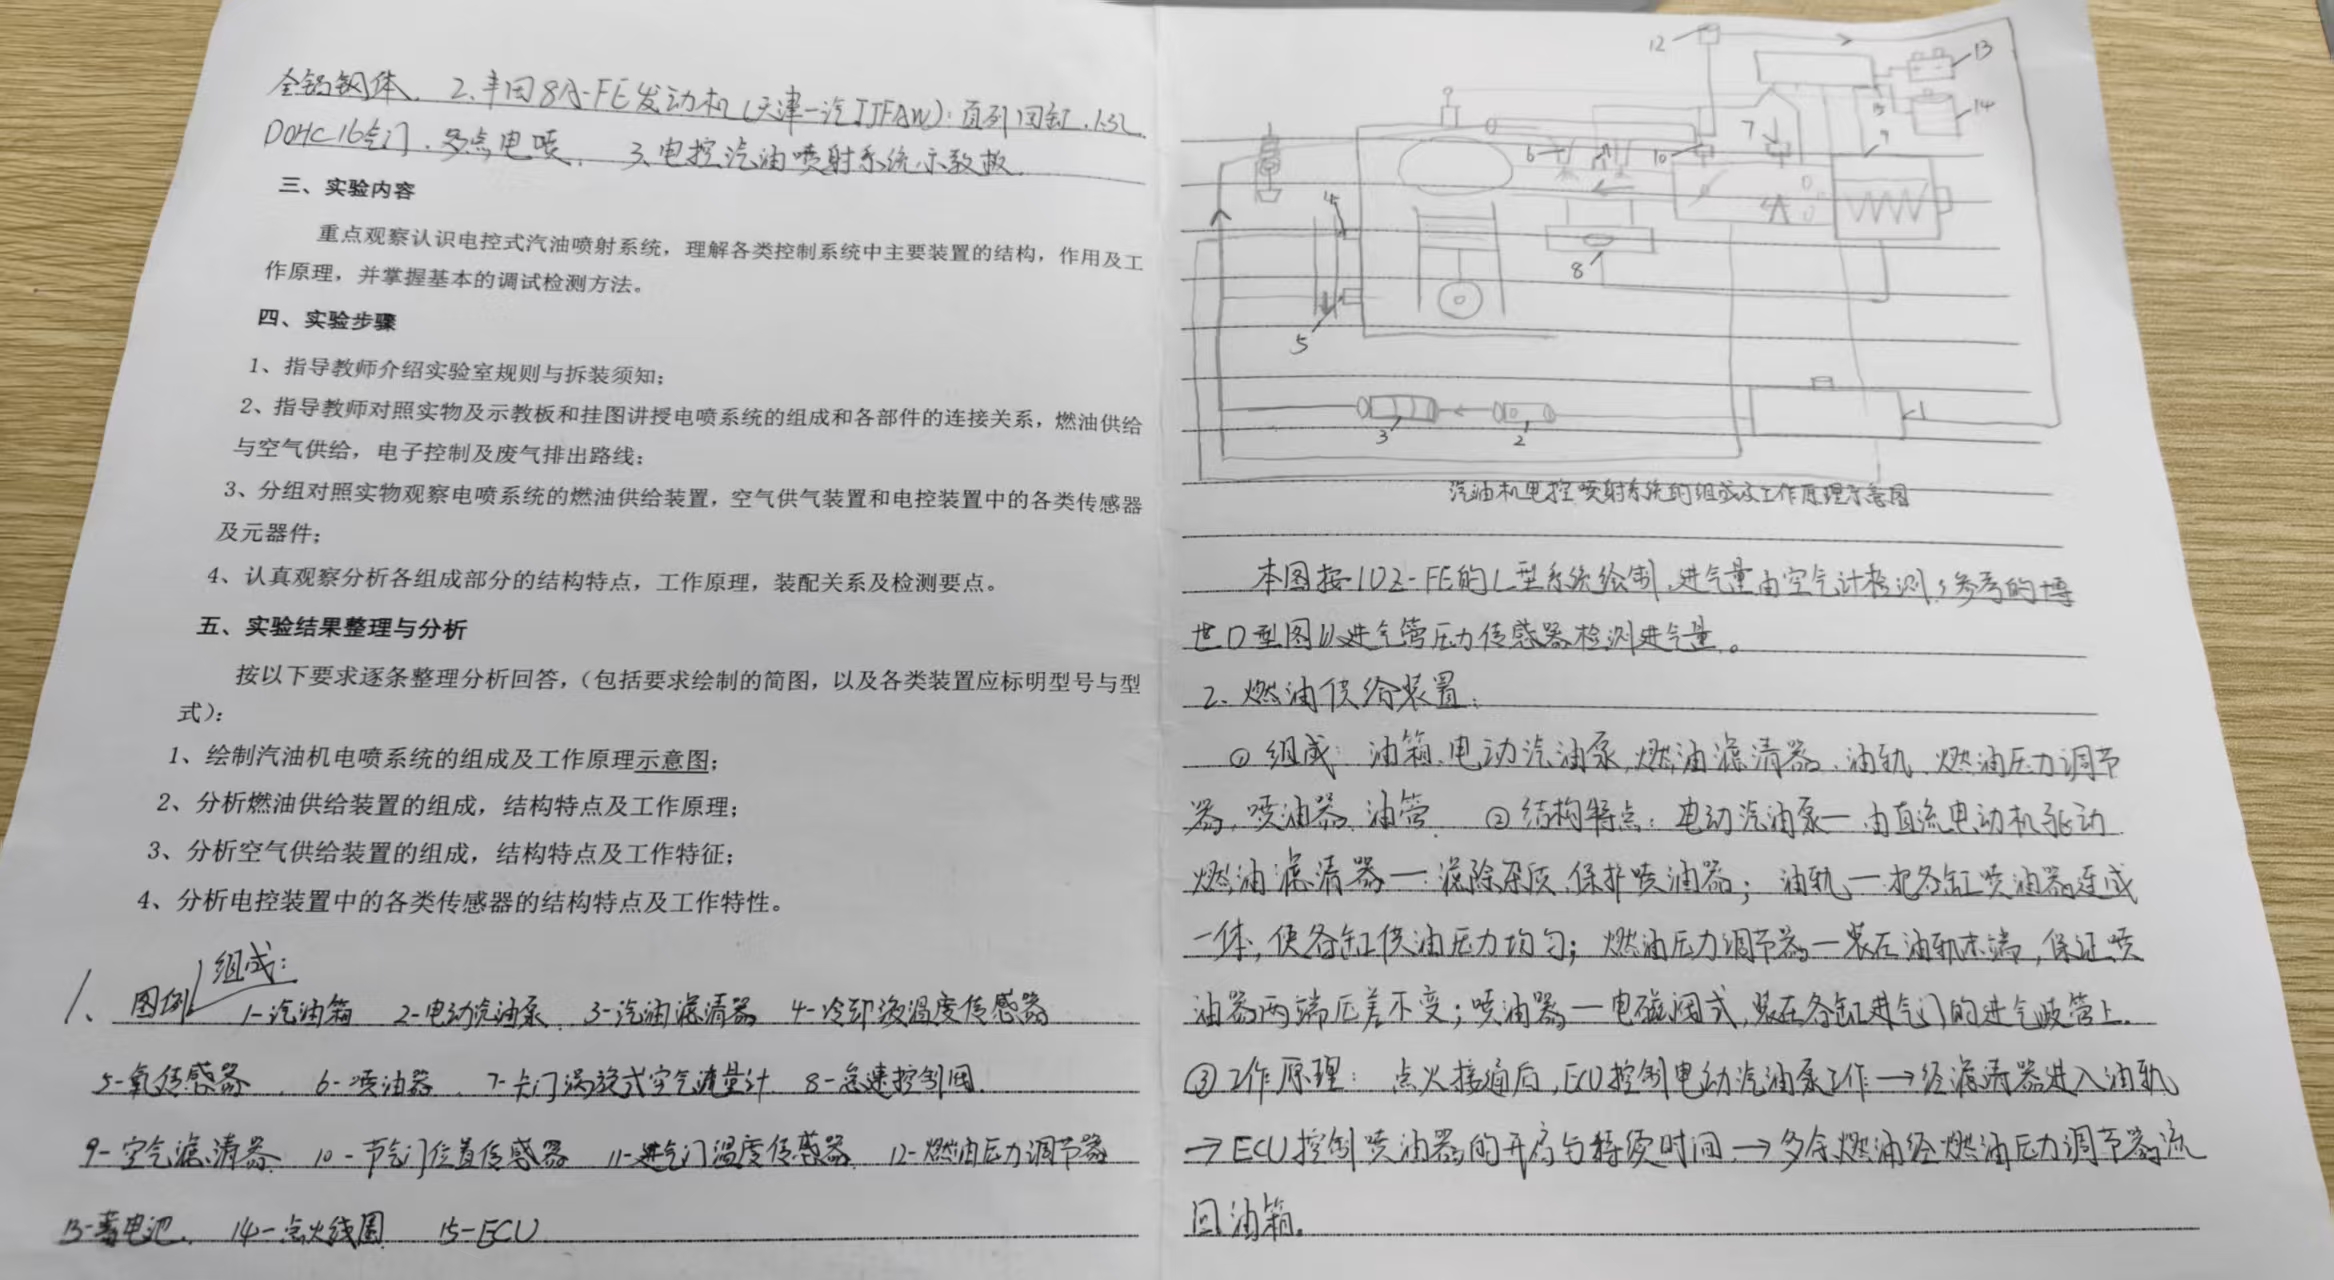 全铝钢体. 2.丰田8A-FE发动机(天津一汽TJFAW):直列四缸.1.3L.
DOHC16气门.多点电喷. 3.电控汽油喷射系统示教板.
三、实验内容
重点观察认识电控式汽油喷射系统，理解各类控制系统中主要装置的结构，作用及工
作原理，并掌握基本的调试检测方法。
四、实验步骤
1、指导教师介绍实验室规则与拆装须知；
2、指导教师对照实物及示教板和挂图讲授电喷系统的组成和各部件的连接关系，燃油供给
与空气供给，电子控制及废气排出路线；
3、分组对照实物观察电喷系统的燃油供给装置，空气供气装置和电控装置中的各类传感器
及元器件；
4、认真观察分析各组成部分的结构特点，工作原理，装配关系及检测要点。
五、实验结果整理与分析
按以下要求逐条整理分析回答，（包括要求绘制的简图，以及各类装置应标明型号与型
式）：
1、绘制汽油机电喷系统的组成及工作原理示意图；
2、分析燃油供给装置的组成，结构特点及工作原理；
3、分析空气供给装置的组成，结构特点及工作特征；
4、分析电控装置中的各类传感器的结构特点及工作特性。
组成:
1、图例 1-汽油箱 2-电动汽油泵 3-汽油滤清器 4-冷却液温度传感器
5-氧传感器 6-喷油器 7-卡门涡旋式空气流量计 8-怠速控制阀.
9-空气滤清器 10-节气门位置传感器 11-进气门温度传感器 12-燃油压力调节器
13-蓄电池. 14-点火线圈 15-ECU
12
13
14
15
7
9
6
11
10
4
8
5
1
3
2
汽油机电控喷射系统的组成及工作原理示意图
本图按1UZ-FE的L型系统绘制,进气量由空气计检测;参考的博
世D型图以进气管压力传感器检测进气量。
2.燃油供给装置:
①组成:油箱、电动汽油泵,燃油滤清器、油轨、燃油压力调节
器,喷油器、油管. ②结构特点:电动汽油泵一由直流电动机驱动
燃油滤清器一滤除杂质,保护喷油器;油轨一把各缸喷油器连成
一体,使各缸供油压力均匀;燃油压力调节器一装在油轨末端,保证喷
油器两端压差不变;喷油器一电磁阀式,装在各缸进气门的进气歧管上.
③工作原理:点火接通后,ECU控制电动汽油泵工作→经滤清器进入油轨
→ECU控制喷油器的开启与持续时间→多余燃油经燃油压力调节器流
回油箱。